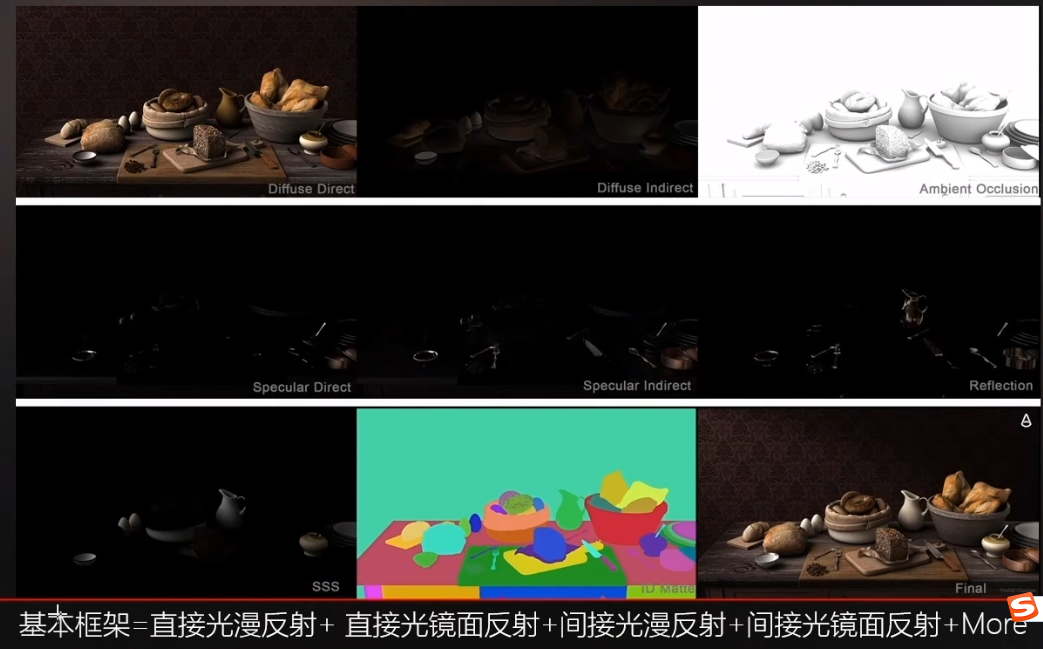 Diffuse Direct
Diffuse Indirect
Ambient Occlusion
Specular Direct
Specular Indirect
Reflection
SSS
ID Matte
Final
基本框架=直接光漫反射+ 直接光镜面反射+间接光漫反射+间接光镜面反射+More